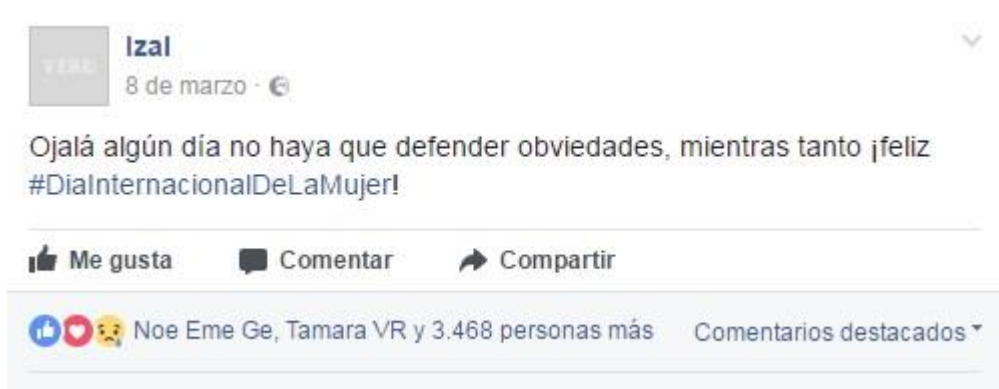 Izal
8 de marzo ·
Ojalá algún día no haya que defender obviedades, mientras tanto ¡feliz
#DiaInternacionalDeLaMujer!
Me gusta Comentar Compartir
Noe Eme Ge, Tamara VR y 3.468 personas más Comentarios destacados